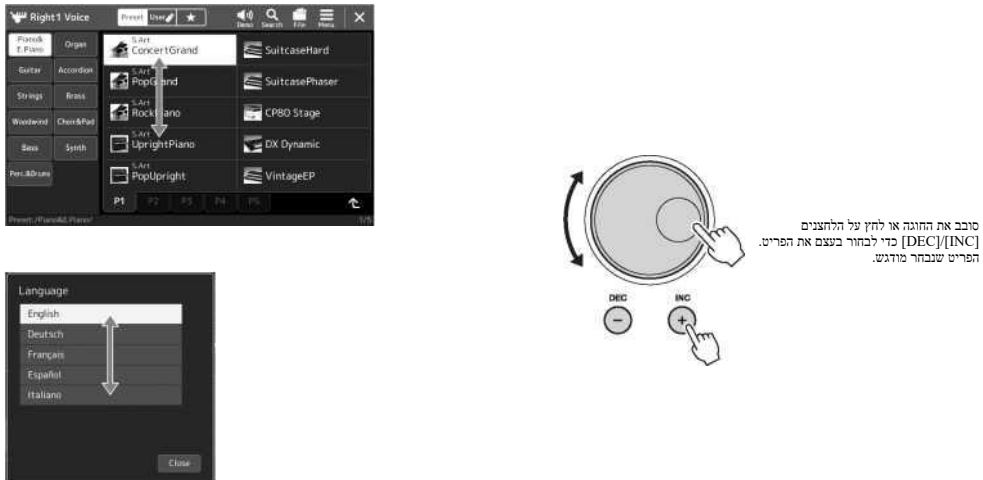 Right1 Voice
Preset User ★
Demo Search File Menu
Piano& E.Piano
Organ
Guitar
Accordion
Strings
Brass
Woodwind
Choir&Pad
Bass
Synth
Perc.&Drums
S.Art
ConcertGrand
SuitcaseHard
S.Art
SuitcasePhaser
S.Art
CP80 Stage
S.Art
UprightPiano
DX Dynamic
S.Art
PopUpright
VintageEP
P1 P2 P3 P4 P5
Preset:/Piano&E.Piano/
1/5
Language
English
Deutsch
Français
Español
Italiano
Close
DEC
INC
סובב את החוגה או לחץ על הלחצנים
[DEC]/[INC] כדי לבחור בעצם את הפריט.
הפריט שנבחר מודגש.